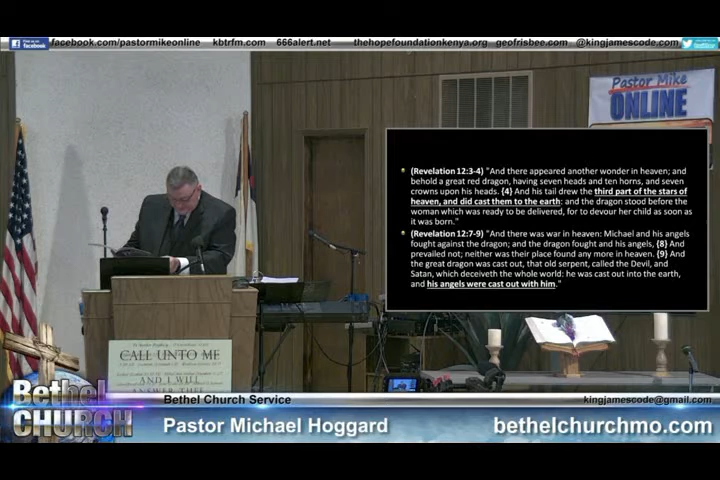 Find us on facebook
facebook.com/pastormikeonline kbtrfm.com 666alert.net thehopefoundationkenya.org geofrisbee.com @kingjamescode.com
Pastor Mike
ONLINE
(Revelation 12:3-4) "And there appeared another wonder in heaven; and
behold a great red dragon, having seven heads and ten horns, and seven
crowns upon his heads. {4} And his tail drew the third part of the stars of
heaven, and did cast them to the earth: and the dragon stood before the
woman which was ready to be delivered, for to devour her child as soon as
it was born."
(Revelation 12:7-9) "And there was war in heaven: Michael and his angels
fought against the dragon; and the dragon fought and his angels, {8} And
prevailed not; neither was their place found any more in heaven. {9} And
the great dragon was cast out, that old serpent, called the Devil, and
Satan, which deceiveth the whole world: he was cast out into the earth,
and his angels were cast out with him."
CALL UNTO ME
AND I WILL
ANSWER THEE
Bethel
CHURCH
Bethel Church Service kingjamescode@gmail.com
Pastor Michael Hoggard bethelchurchmo.com